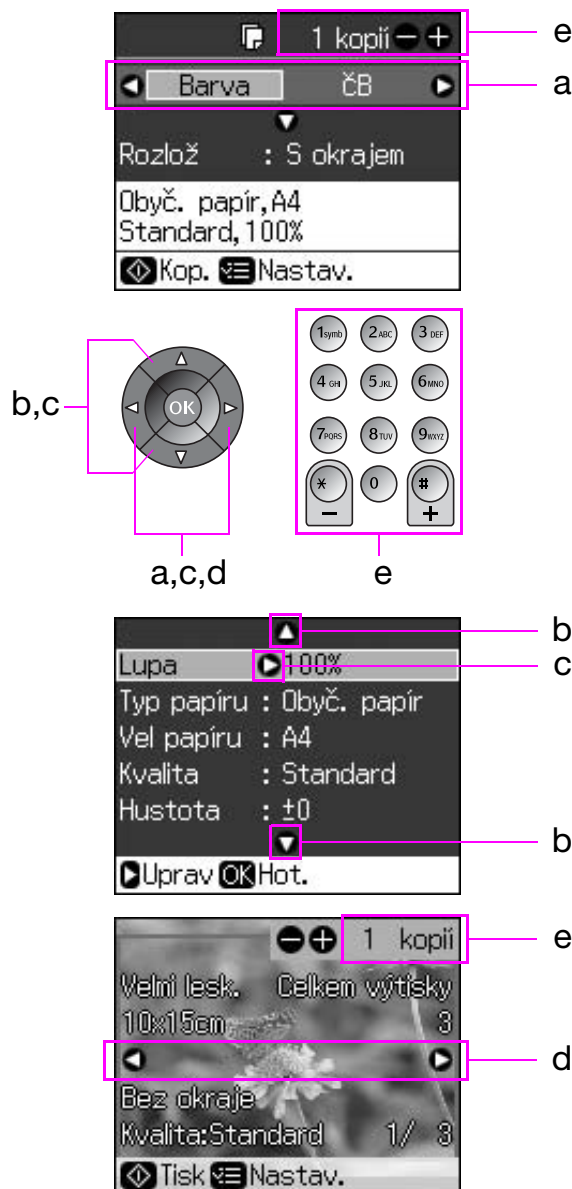 1 kopií e
Barva ČB a
Rozlož : S okrajem
Obyč. papír,A4
Standard,100%
Kop. Nastav.
b,c
OK
a,c,d
1symb 2ABC 3DEF
4GHI 5JKL 6MNO
7PQRS 8TUV 9WXYZ
* 0 #
− +
e
b
Lupa 100% c
Typ papíru : Obyč. papír
Vel papíru : A4
Kvalita : Standard
Hustota : ±0
b
Uprav OK Hot.
1 kopií e
Velmi lesk. Celkem výtisky
10x15cm 3
d
Bez okraje
Kvalita:Standard 1/ 3
Tisk Nastav.